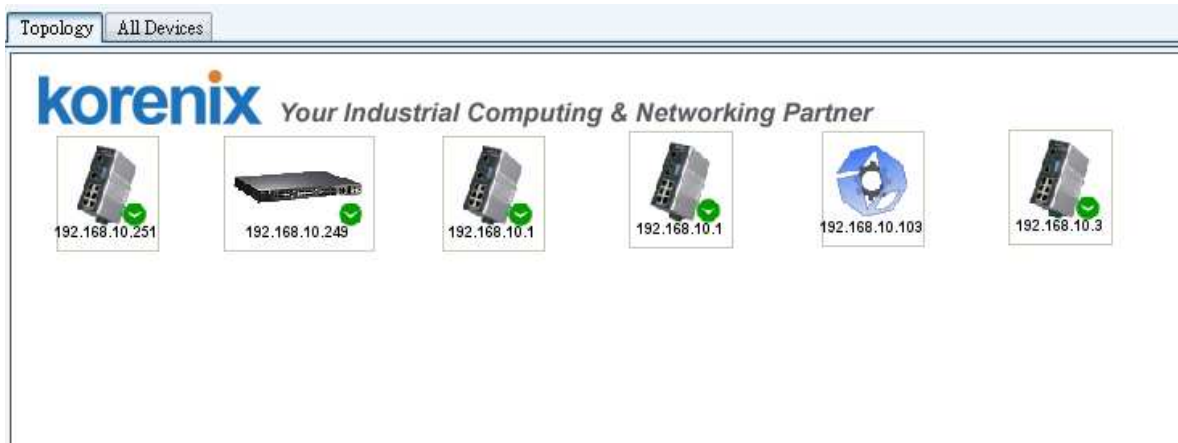 Topology All Devices
korenix Your Industrial Computing & Networking Partner
192.168.10.251 192.168.10.249 192.168.10.1 192.168.10.1 192.168.10.103 192.168.10.3